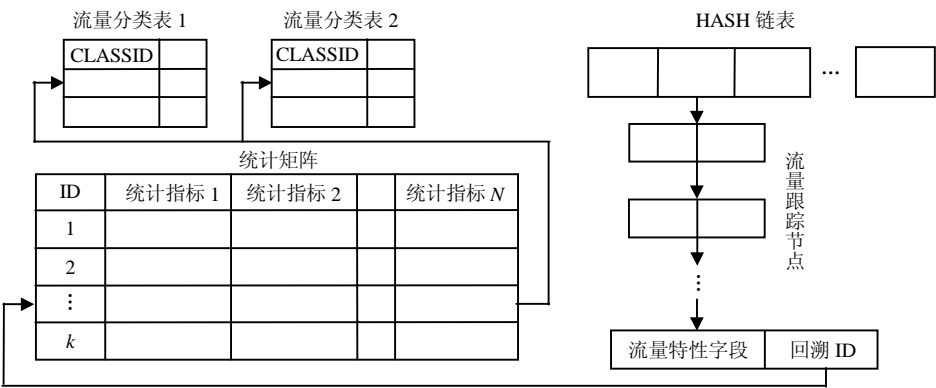 流量分类表 1
流量分类表 2
HASH 链表
CLASSID
CLASSID
...
统计矩阵
ID 统计指标 1 统计指标 2 统计指标 N
1
2
⋮
k
流量跟踪节点
⋮
流量特性字段 回溯 ID